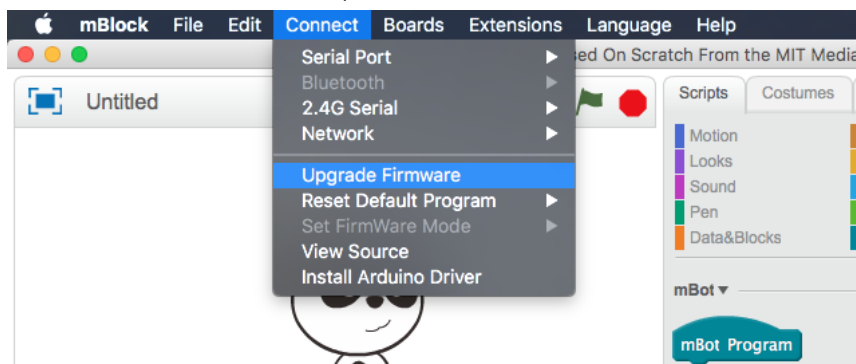 mBlock File Edit Connect Boards Extensions Language Help
sed On Scratch From the MIT Media
Untitled
Serial Port
Bluetooth
2.4G Serial
Network
Upgrade Firmware
Reset Default Program
Set FirmWare Mode
View Source
Install Arduino Driver
Scripts Costumes
Motion
Looks
Sound
Pen
Data&Blocks
mBot
mBot Program